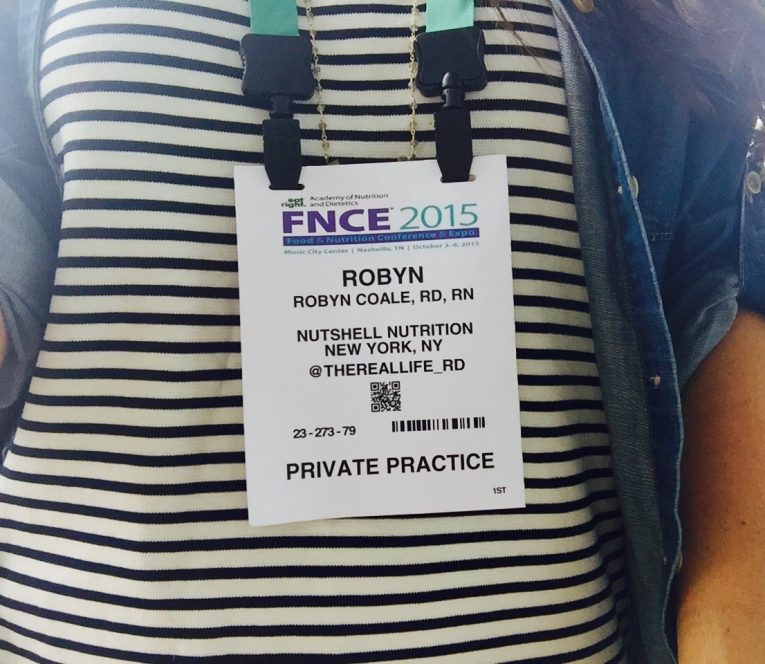 eat right. Academy of Nutrition and Dietetics
FNCE™ 2015
Food & Nutrition Conference & Expo
Music City Center | Nashville, TN | October 3-6, 2015
ROBYN
ROBYN COALE, RD, RN
NUTSHELL NUTRITION
NEW YORK, NY
@THEREALLIFE_RD
23-273-79
PRIVATE PRACTICE
1ST